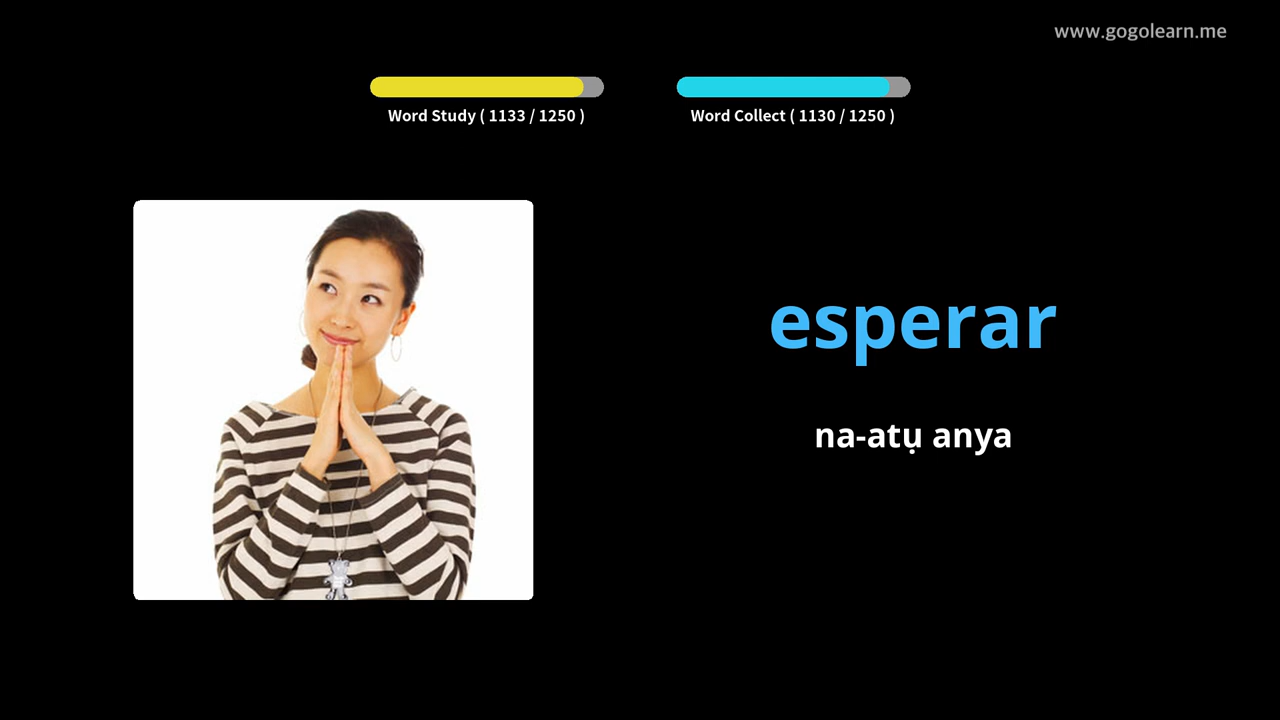 www.gogolearn.me
Word Study ( 1133 / 1250 )
Word Collect ( 1130 / 1250 )
esperar
na-atụ anya